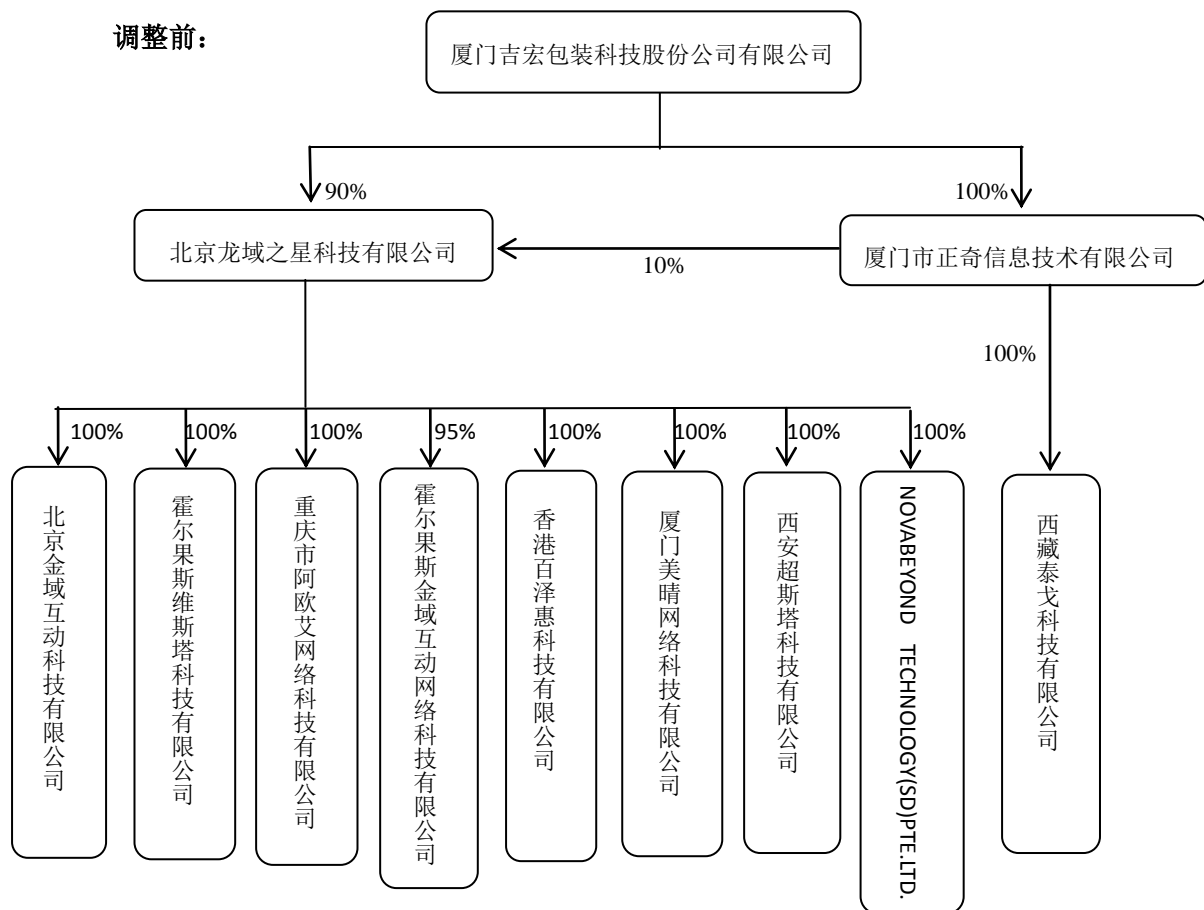 调整前：
厦门吉宏包装科技股份公司有限公司
90%
100%
北京龙域之星科技有限公司
10%
厦门市正奇信息技术有限公司
100%
100%
100%
100%
95%
100%
100%
100%
100%
北京金域互动科技有限公司
霍尔果斯维斯塔科技有限公司
重庆市阿欧艾网络科技有限公司
霍尔果斯金域互动网络科技有限公司
香港百泽惠科技有限公司
厦门美晴网络科技有限公司
西安超斯塔科技有限公司
NOVABEYOND TECHNOLOGY(SD)PTE.LTD.
西藏泰戈科技有限公司